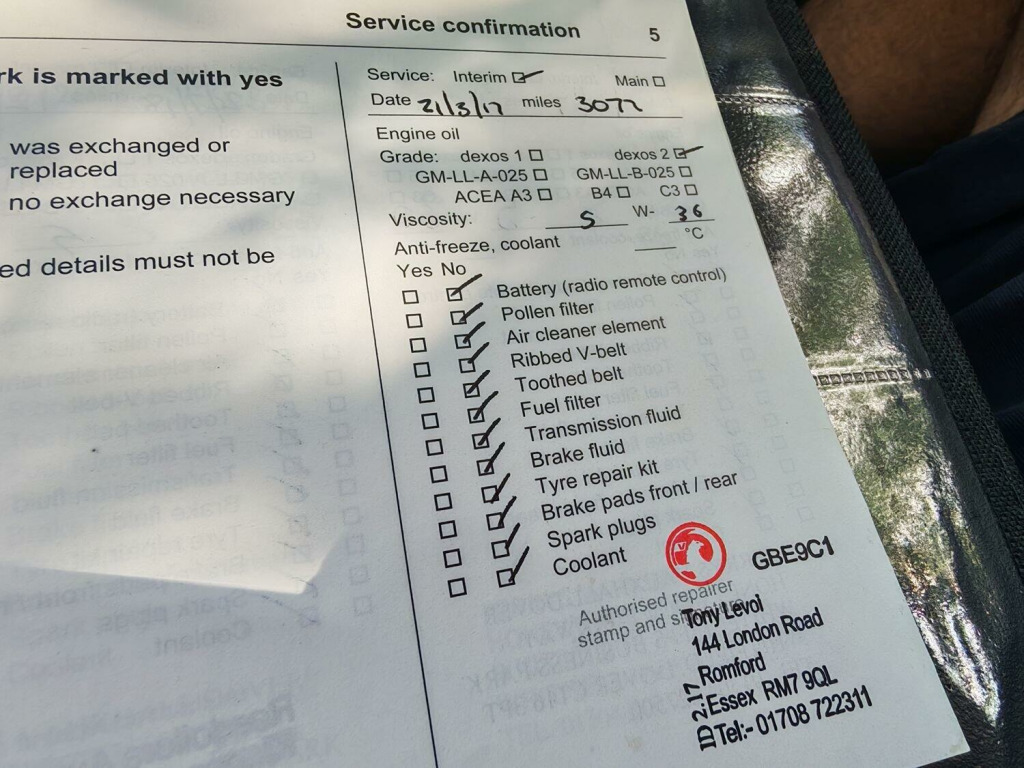 Service confirmation 5
rk is marked with yes
was exchanged or
replaced
no exchange necessary
ed details must not be
Service: Interim Main
Date 21/3/17 miles 3077
Engine oil
Grade: dexos 1 dexos 2
GM-LL-A-025 GM-LL-B-025
ACEA A3 B4 C3
Viscosity: 5 W- 30
Anti-freeze, coolant °C
Yes No
Battery (radio remote control)
Pollen filter
Air cleaner element
Ribbed V-belt
Toothed belt
Fuel filter
Transmission fluid
Brake fluid
Tyre repair kit
Brake pads front / rear
Spark plugs
Coolant
GBE9C1
Authorised repairer
stamp and
Tony Levoi
144 London Road
Romford
Essex RM7 9QL
Tel:- 01708 722311